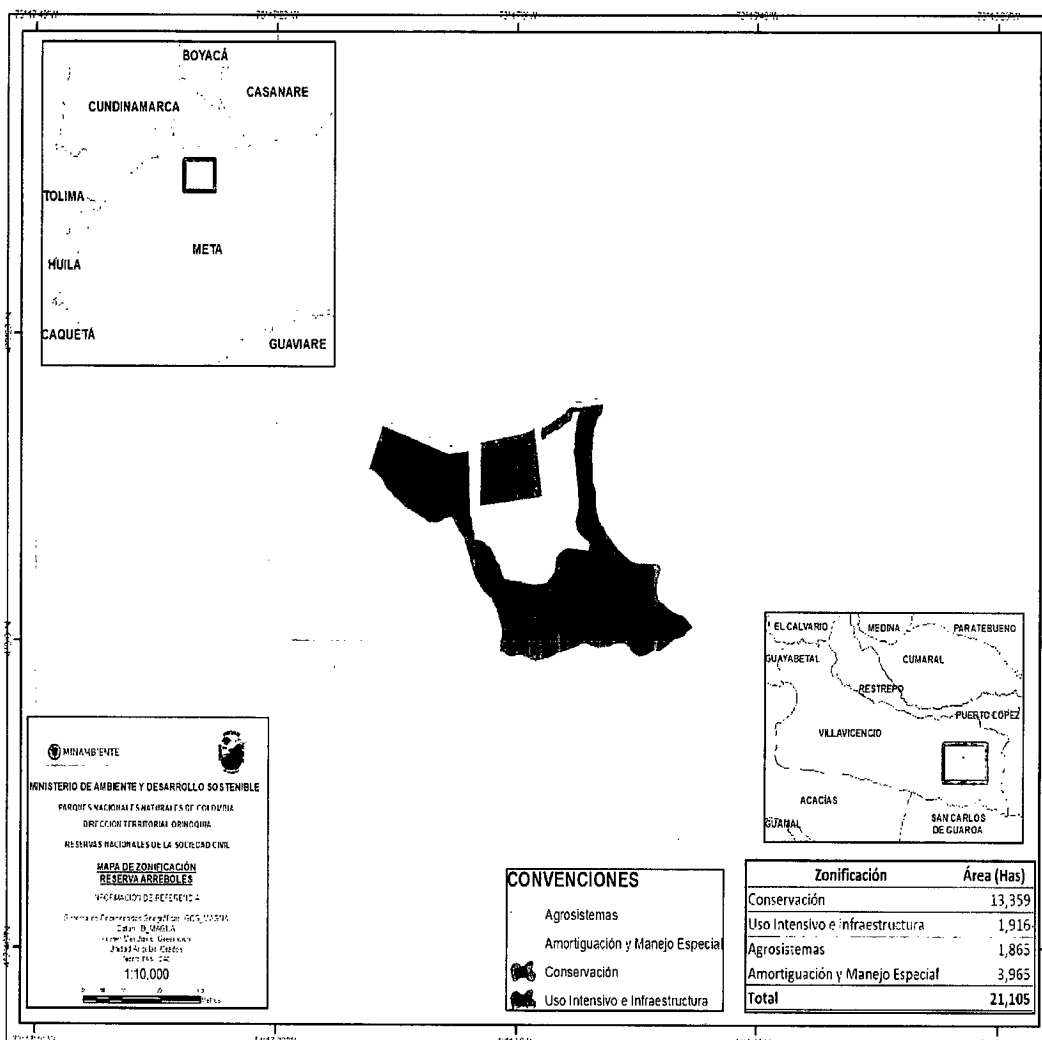 BOYACÁ
CASANARE
CUNDINAMARCA
TOLIMA
META
HUILA
CAQUETÁ
GUAVIARE
EL CALVARIO
MEDINA
PARATEBUENO
GUAYABETAL
CUMARAL
RESTREPO
PUERTO LOPEZ
VILLAVICENCIO
ACACÍAS
SAN CARLOS
DE GUAROA
GUAMAL
MINAMBIENTE
MINISTERIO DE AMBIENTE Y DESARROLLO SOSTENIBLE
PARQUES NACIONALES NATURALES DE COLOMBIA
DIRECCIÓN TERRITORIAL ORINOQUIA
RESERVAS NACIONALES DE LA SOCIEDAD CIVIL
MAPA DE ZONIFICACIÓN
RESERVA ARREBOLES
INFORMACIÓN DE REFERENCIA
1:10,000
CONVENCIONES
Agrosistemas
Amortiguación y Manejo Especial
Conservación
Uso Intensivo e Infraestructura
Zonificación Área (Has)
Conservación 13,359
Uso Intensivo e infraestructura 1,916
Agrosistemas 1,865
Amortiguación y Manejo Especial 3,965
Total 21,105